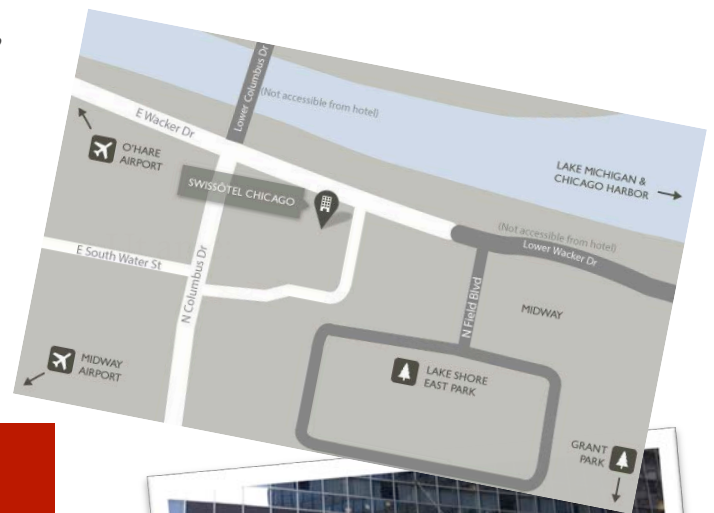 Lower Columbus Dr
(Not accessible from hotel)
E Wacker Dr
O'HARE
AIRPORT
LAKE MICHIGAN &
CHICAGO HARBOR
SWISSÔTEL CHICAGO
(Not accessible from hotel)
Lower Wacker Dr
E South Water St
N Columbus Dr
N Field Blvd
MIDWAY
MIDWAY
AIRPORT
LAKE SHORE
EAST PARK
GRANT
PARK